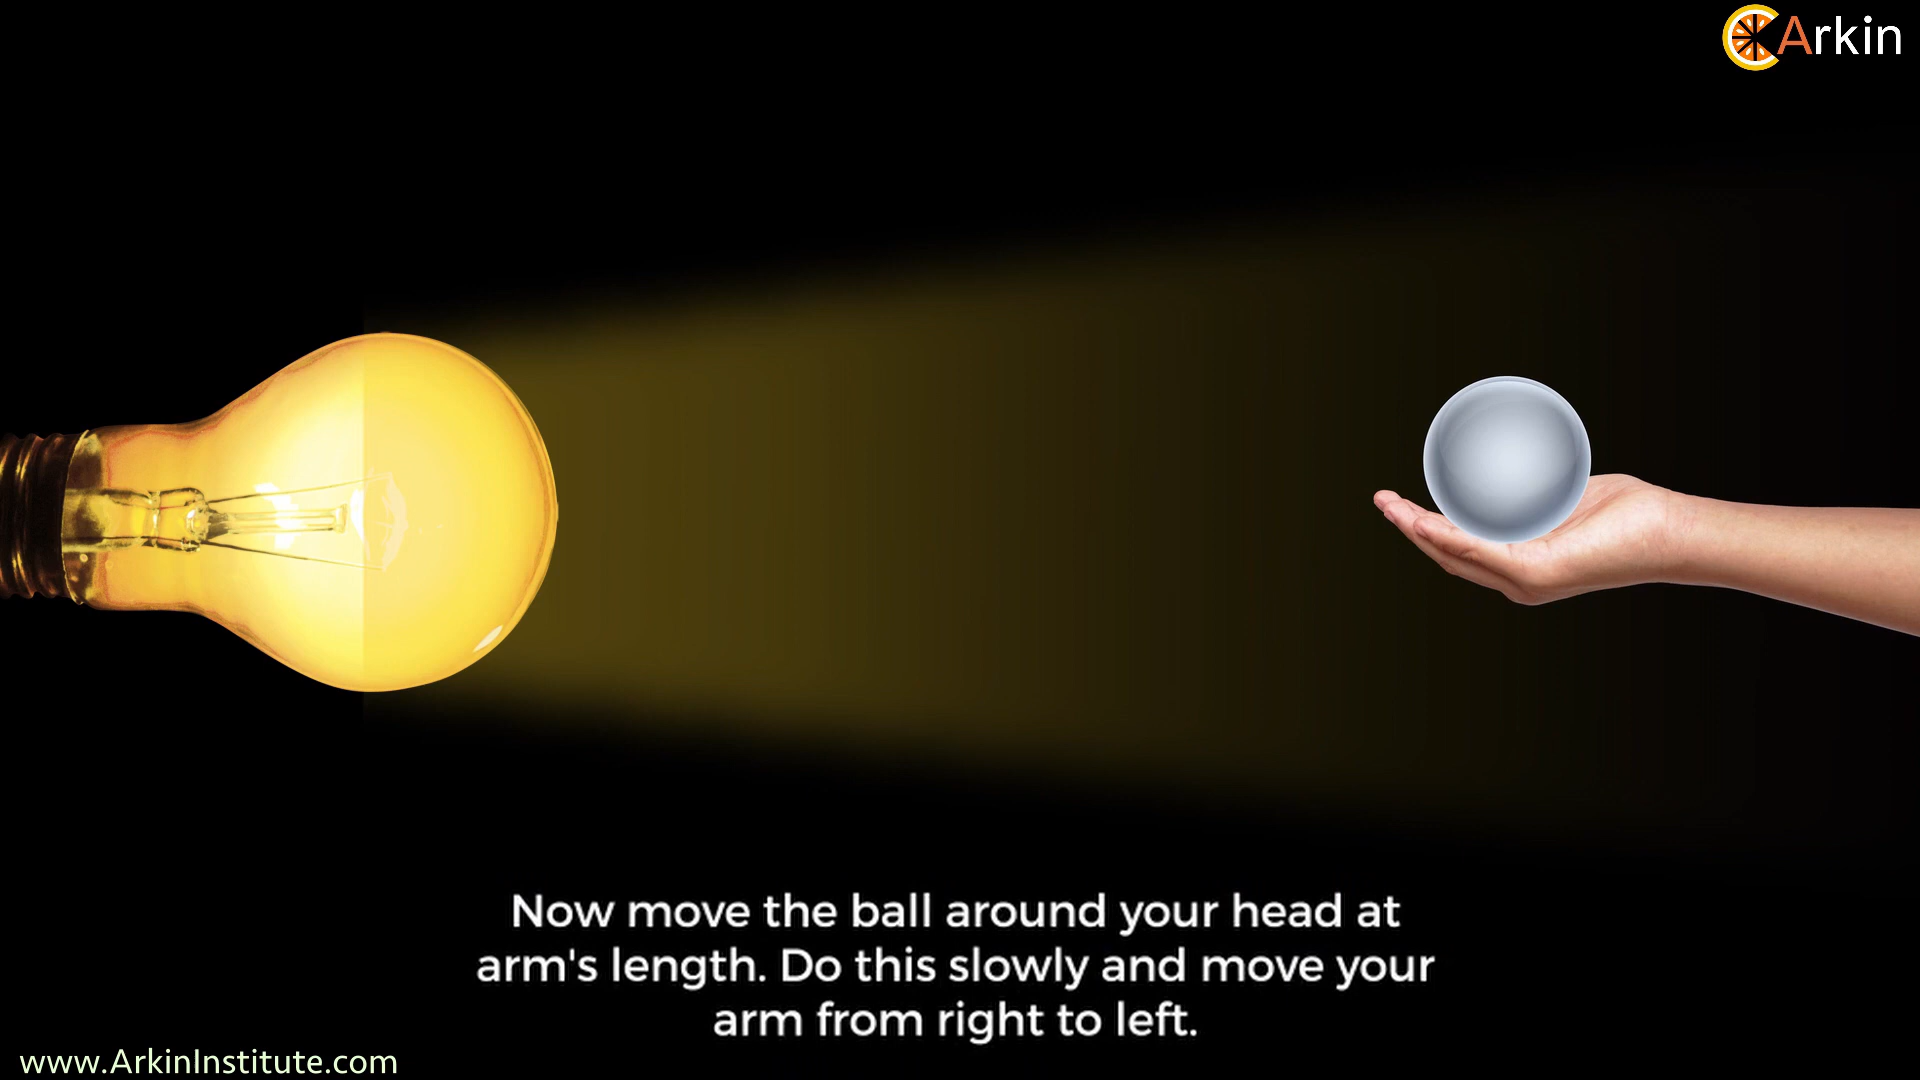 Arkin
Now move the ball around your head at
arm's length. Do this slowly and move your
arm from right to left.
www.ArkinInstitute.com